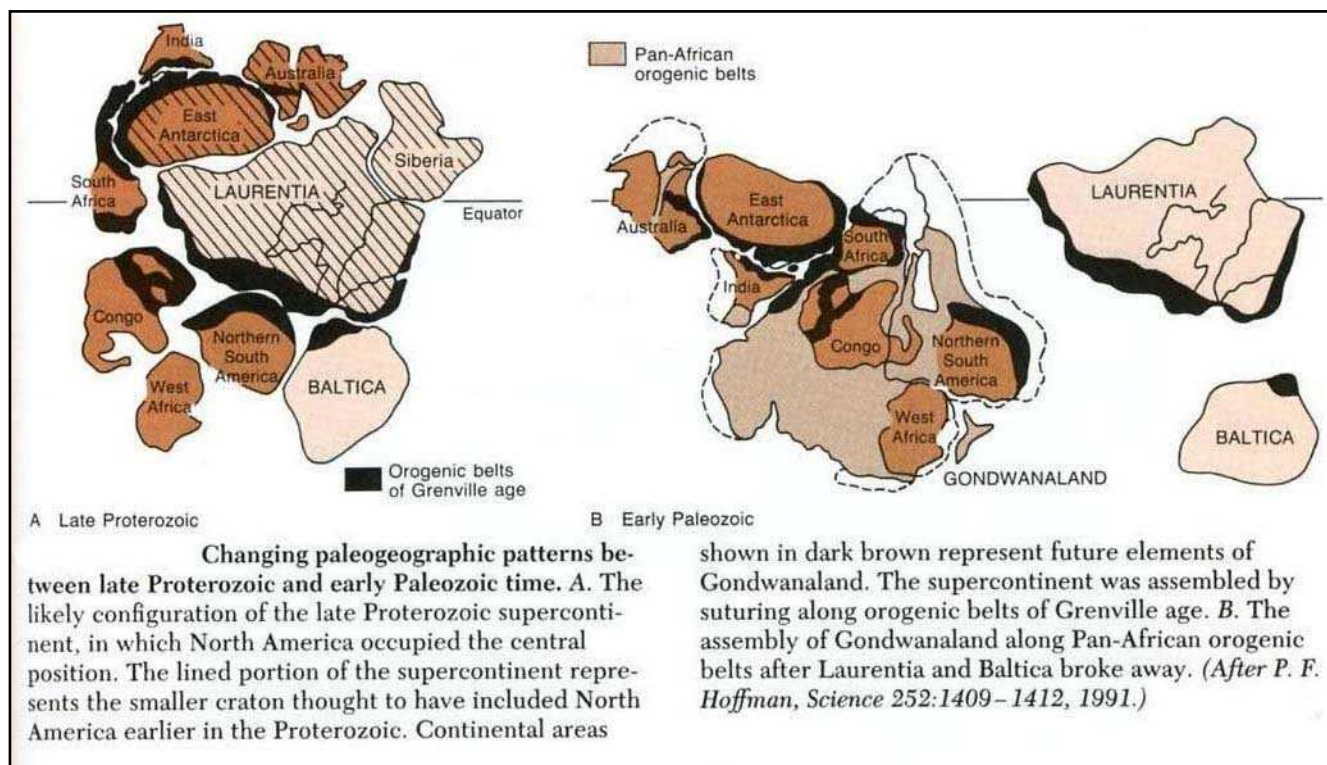 India
Australia
East
Antarctica
Siberia
South
Africa
LAURENTIA
Equator
Congo
Northern
South
America
West
Africa
BALTICA
Orogenic belts
of Grenville age
A Late Proterozoic
Pan-African
orogenic belts
LAURENTIA
East
Antarctica
Australia
South
Africa
India
Congo
Northern
South
America
West
Africa
BALTICA
GONDWANALAND
B Early Paleozoic
Changing paleogeographic patterns be-
tween late Proterozoic and early Paleozoic time. A. The
likely configuration of the late Proterozoic superconti-
nent, in which North America occupied the central
position. The lined portion of the supercontinent repre-
sents the smaller craton thought to have included North
America earlier in the Proterozoic. Continental areas
shown in dark brown represent future elements of
Gondwanaland. The supercontinent was assembled by
suturing along orogenic belts of Grenville age. B. The
assembly of Gondwanaland along Pan-African orogenic
belts after Laurentia and Baltica broke away. (After P. F.
Hoffman, Science 252:1409–1412, 1991.)